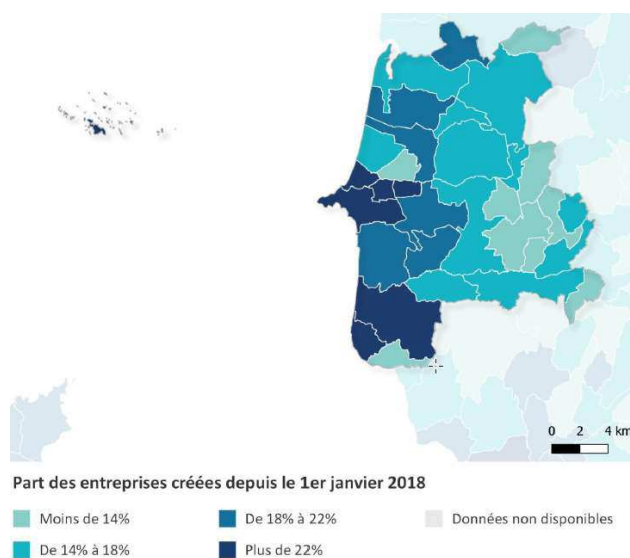 0 2 4 km
Part des entreprises créées depuis le 1er janvier 2018
Moins de 14%
De 18% à 22%
Données non disponibles
De 14% à 18%
Plus de 22%